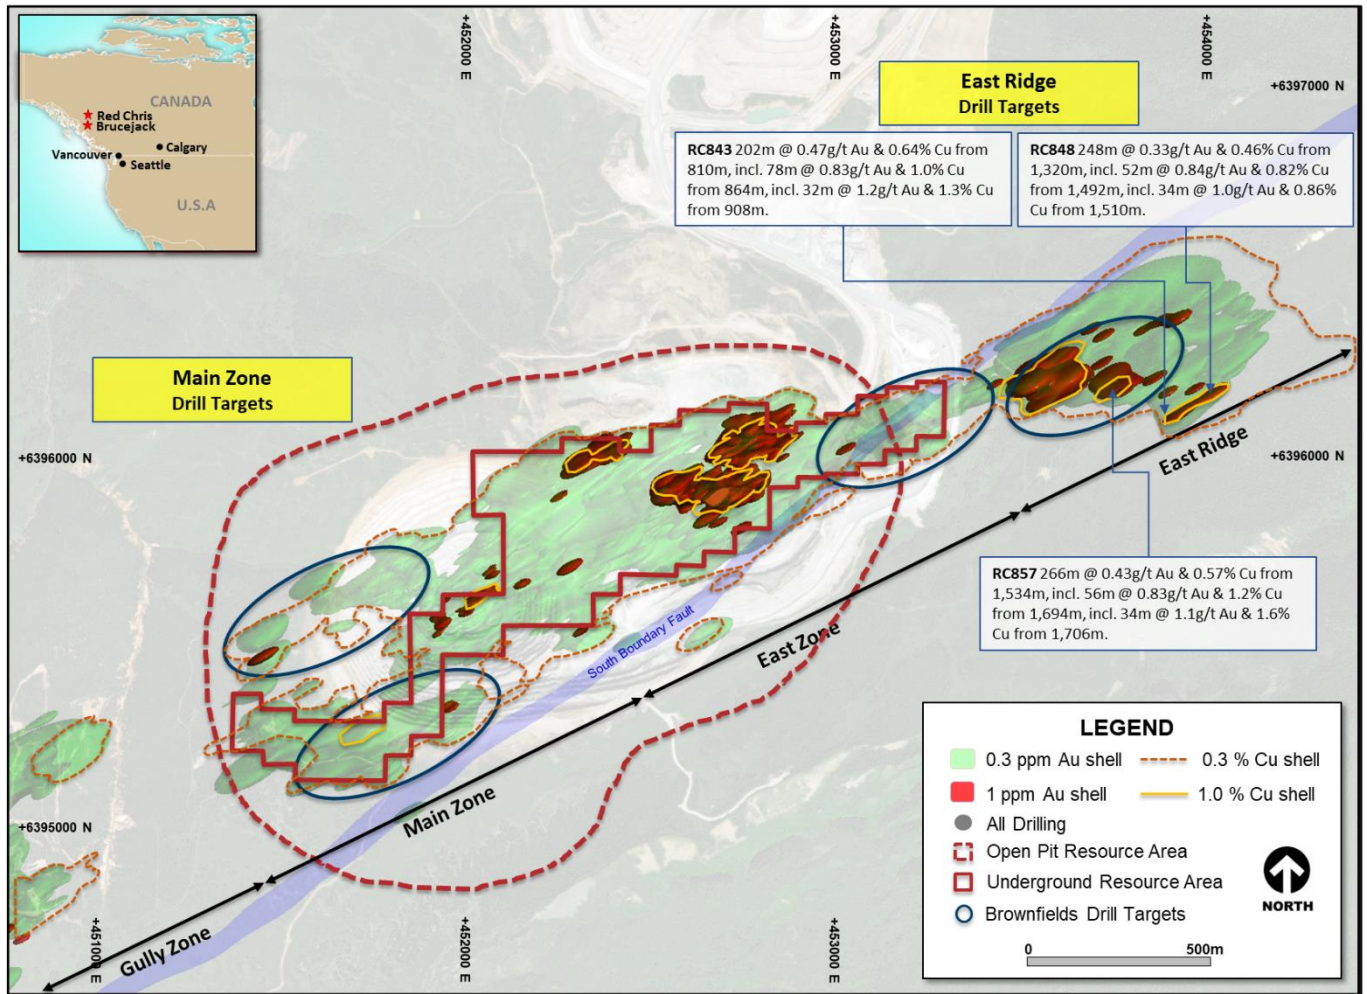 +452000 E
+453000 E
+454000 E
+6397000 N
CANADA
Red Chris
Brucejack
Calgary
Vancouver
Seattle
U.S.A
East Ridge
Drill Targets
RC843 202m @ 0.47g/t Au & 0.64% Cu from
810m, incl. 78m @ 0.83g/t Au & 1.0% Cu
from 864m, incl. 32m @ 1.2g/t Au & 1.3% Cu
from 908m.
RC848 248m @ 0.33g/t Au & 0.46% Cu from
1,320m, incl. 52m @ 0.84g/t Au & 0.82% Cu
from 1,492m, incl. 34m @ 1.0g/t Au & 0.86%
Cu from 1,510m.
Main Zone
Drill Targets
+6396000 N
+6396000 N
East Ridge
RC857 266m @ 0.43g/t Au & 0.57% Cu from
1,534m, incl. 56m @ 0.83g/t Au & 1.2% Cu
from 1,694m, incl. 34m @ 1.1g/t Au & 1.6%
Cu from 1,706m.
South Boundary Fault
East Zone
Main Zone
Gully Zone
+6395000 N
+451000 E
+452000 E
+453000 E
LEGEND
0.3 ppm Au shell
0.3 % Cu shell
1 ppm Au shell
1.0 % Cu shell
All Drilling
Open Pit Resource Area
Underground Resource Area
Brownfields Drill Targets
NORTH
0
500m